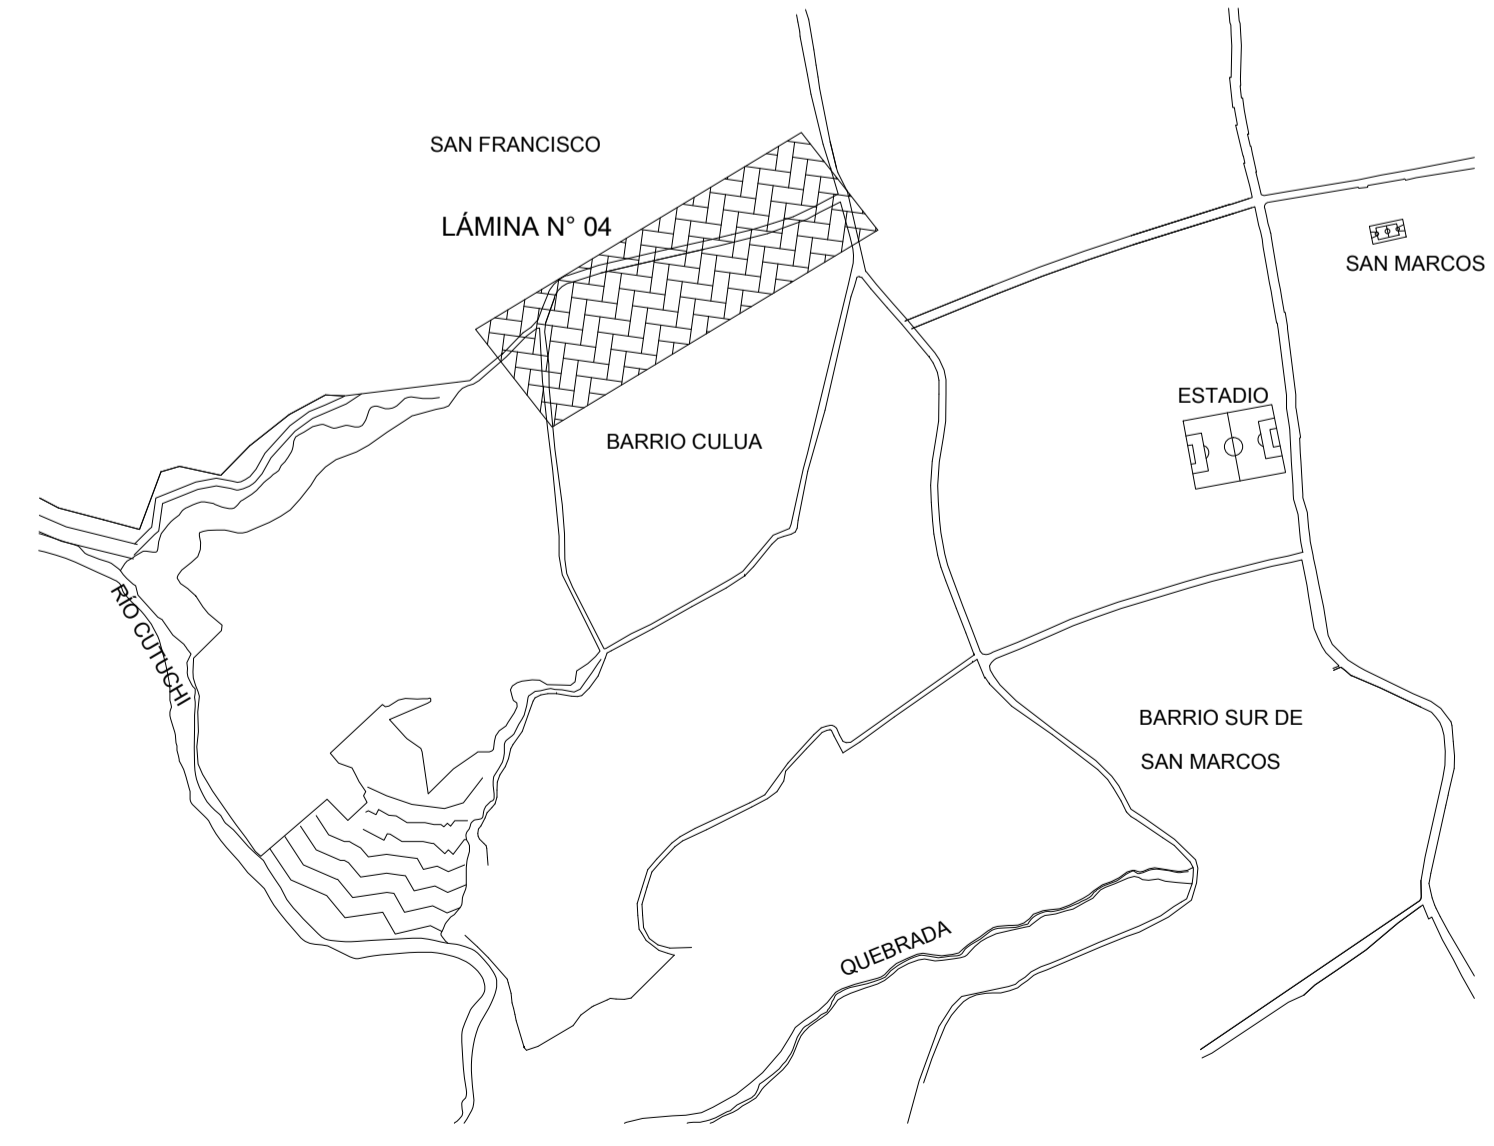 SAN FRANCISCO
LÁMINA N° 04
SAN MARCOS
ESTADIO
BARRIO CULUA
RÍO CUTUCHI
BARRIO SUR DE
SAN MARCOS
QUEBRADA